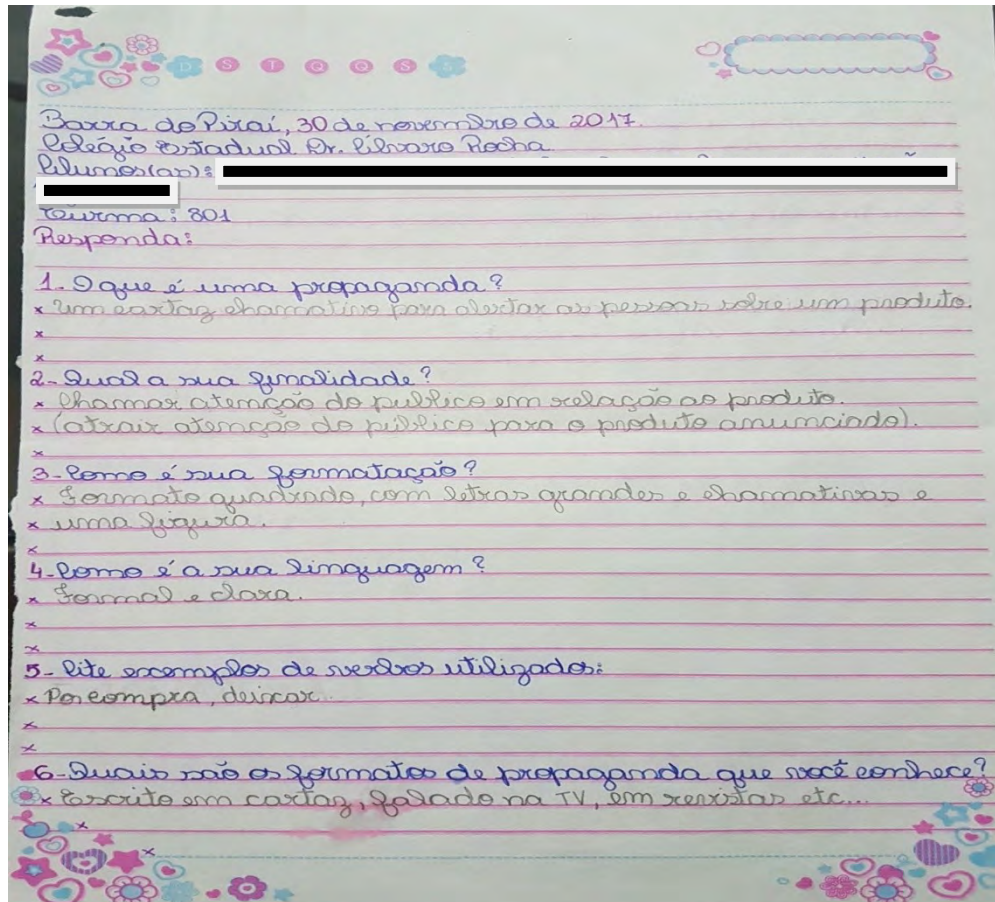 D S T Q Q S S
Barra do Piraí, 30 de novembro de 2017.
Colégio Estadual Dr. Álvaro Rocha
Alunos(as):
Turma: 801
Responda:
1. O que é uma propaganda?
x Um cartaz chamativo para alertar as pessoas sobre um produto.
x
x
2- Qual a sua finalidade?
x Chamar atenção do publico em relação ao produto.
x (atrair atenção do público para o produto anunciado).
x
3- Como é sua formatação?
x Formato quadrado, com letras grandes e chamativas e
x uma figura.
x
4- Como é a sua linguagem?
x Formal e clara.
x
x
5- Cite exemplos de verbos utilizados:
x compra, deixar.
x
x
6- Quais são os formatos de propaganda que você conhece?
x Escrito em cartaz, falado na TV, em revistas etc...
x
x